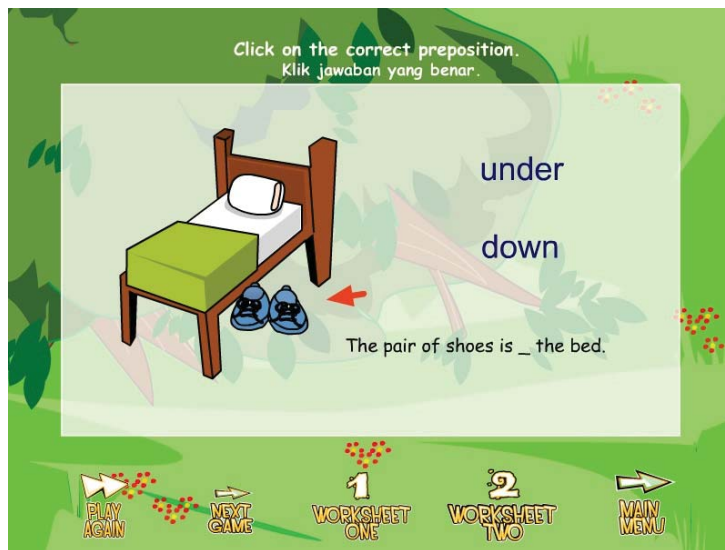 Click on the correct preposition.
Klik jawaban yang benar.
under
down
The pair of shoes is _ the bed.
PLAY
AGAIN
NEXT
GAME
1
WORKSHEET
ONE
2
WORKSHEET
TWO
MAIN
MENU